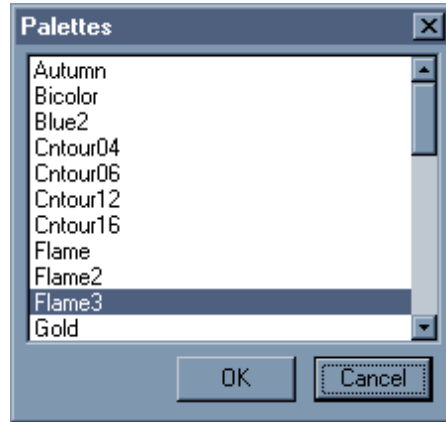 Palettes
Autumn
Bicolor
Blue2
Cntour04
Cntour06
Cntour12
Cntour16
Flame
Flame2
Flame3
Gold
OK Cancel